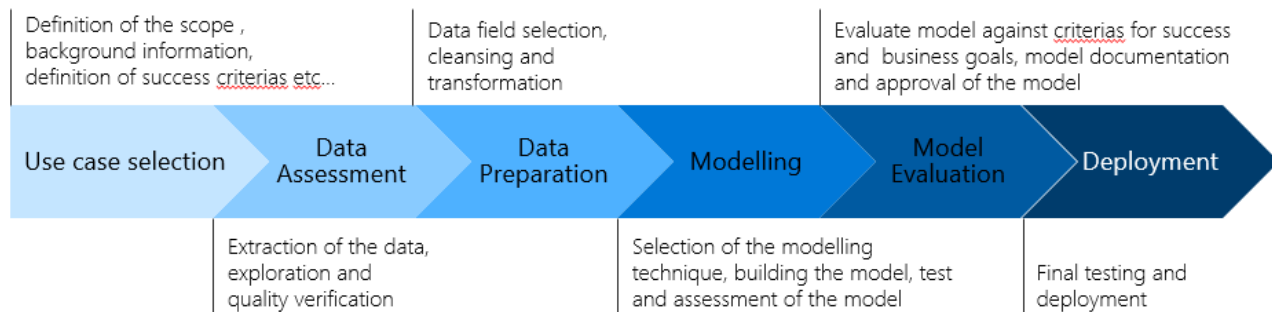 Definition of the scope ,
background information,
definition of success criterias etc...
Data field selection,
cleansing and
transformation
Evaluate model against criterias for success
and business goals, model documentation
and approval of the model
Use case selection
Data
Assessment
Data
Preparation
Modelling
Model
Evaluation
Deployment
Extraction of the data,
exploration and
quality verification
Selection of the modelling
technique, building the model, test
and assessment of the model
Final testing and
deployment